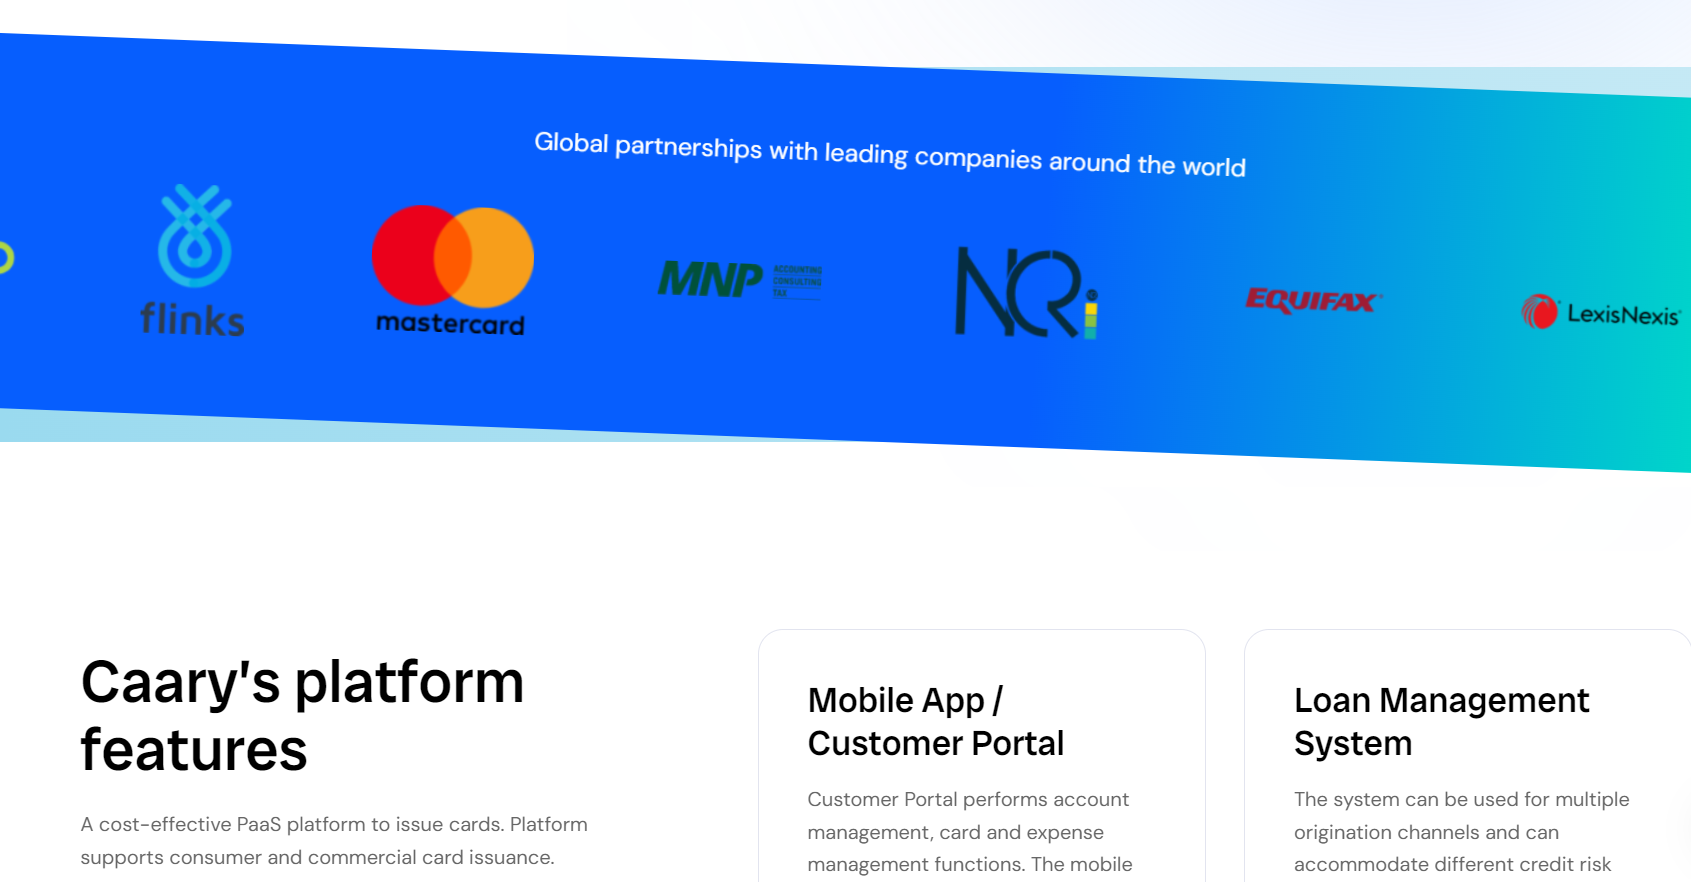 Global partnerships with leading companies around the world
flinks
mastercard
MNP
ACCOUNTING
CONSULTING
TAX
NCRi
EQUIFAX
LexisNexis
Caary's platform
features
A cost-effective PaaS platform to issue cards. Platform
supports consumer and commercial card issuance.
Mobile App /
Customer Portal
Customer Portal performs account
management, card and expense
management functions. The mobile
Loan Management
System
The system can be used for multiple
origination channels and can
accommodate different credit risk